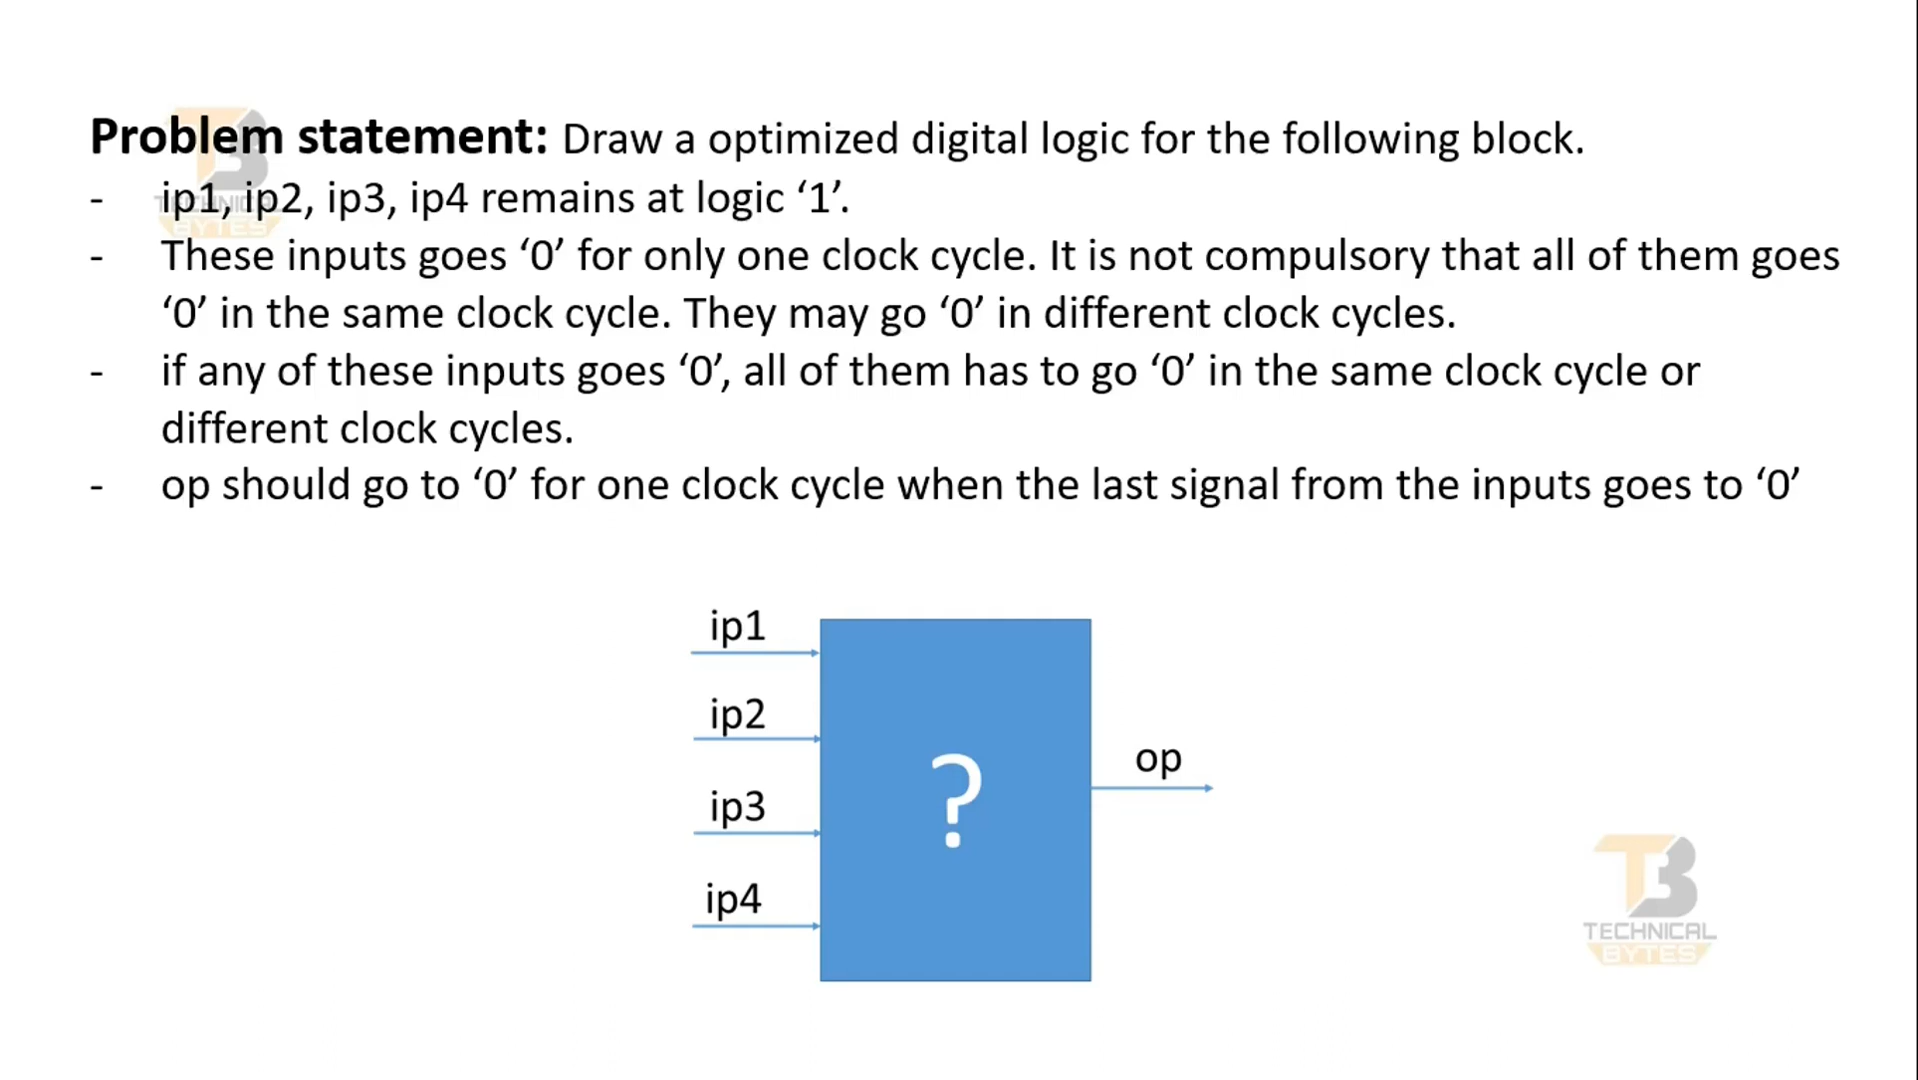 Problem statement: Draw a optimized digital logic for the following block.
- ip1, ip2, ip3, ip4 remains at logic ‘1’.
- These inputs goes ‘0’ for only one clock cycle. It is not compulsory that all of them goes
‘0’ in the same clock cycle. They may go ‘0’ in different clock cycles.
- if any of these inputs goes ‘0’, all of them has to go ‘0’ in the same clock cycle or
different clock cycles.
- op should go to ‘0’ for one clock cycle when the last signal from the inputs goes to ‘0’
TECHNICAL
BYTES
ip1
ip2
ip3
ip4
?
op
TB
TECHNICAL
BYTES